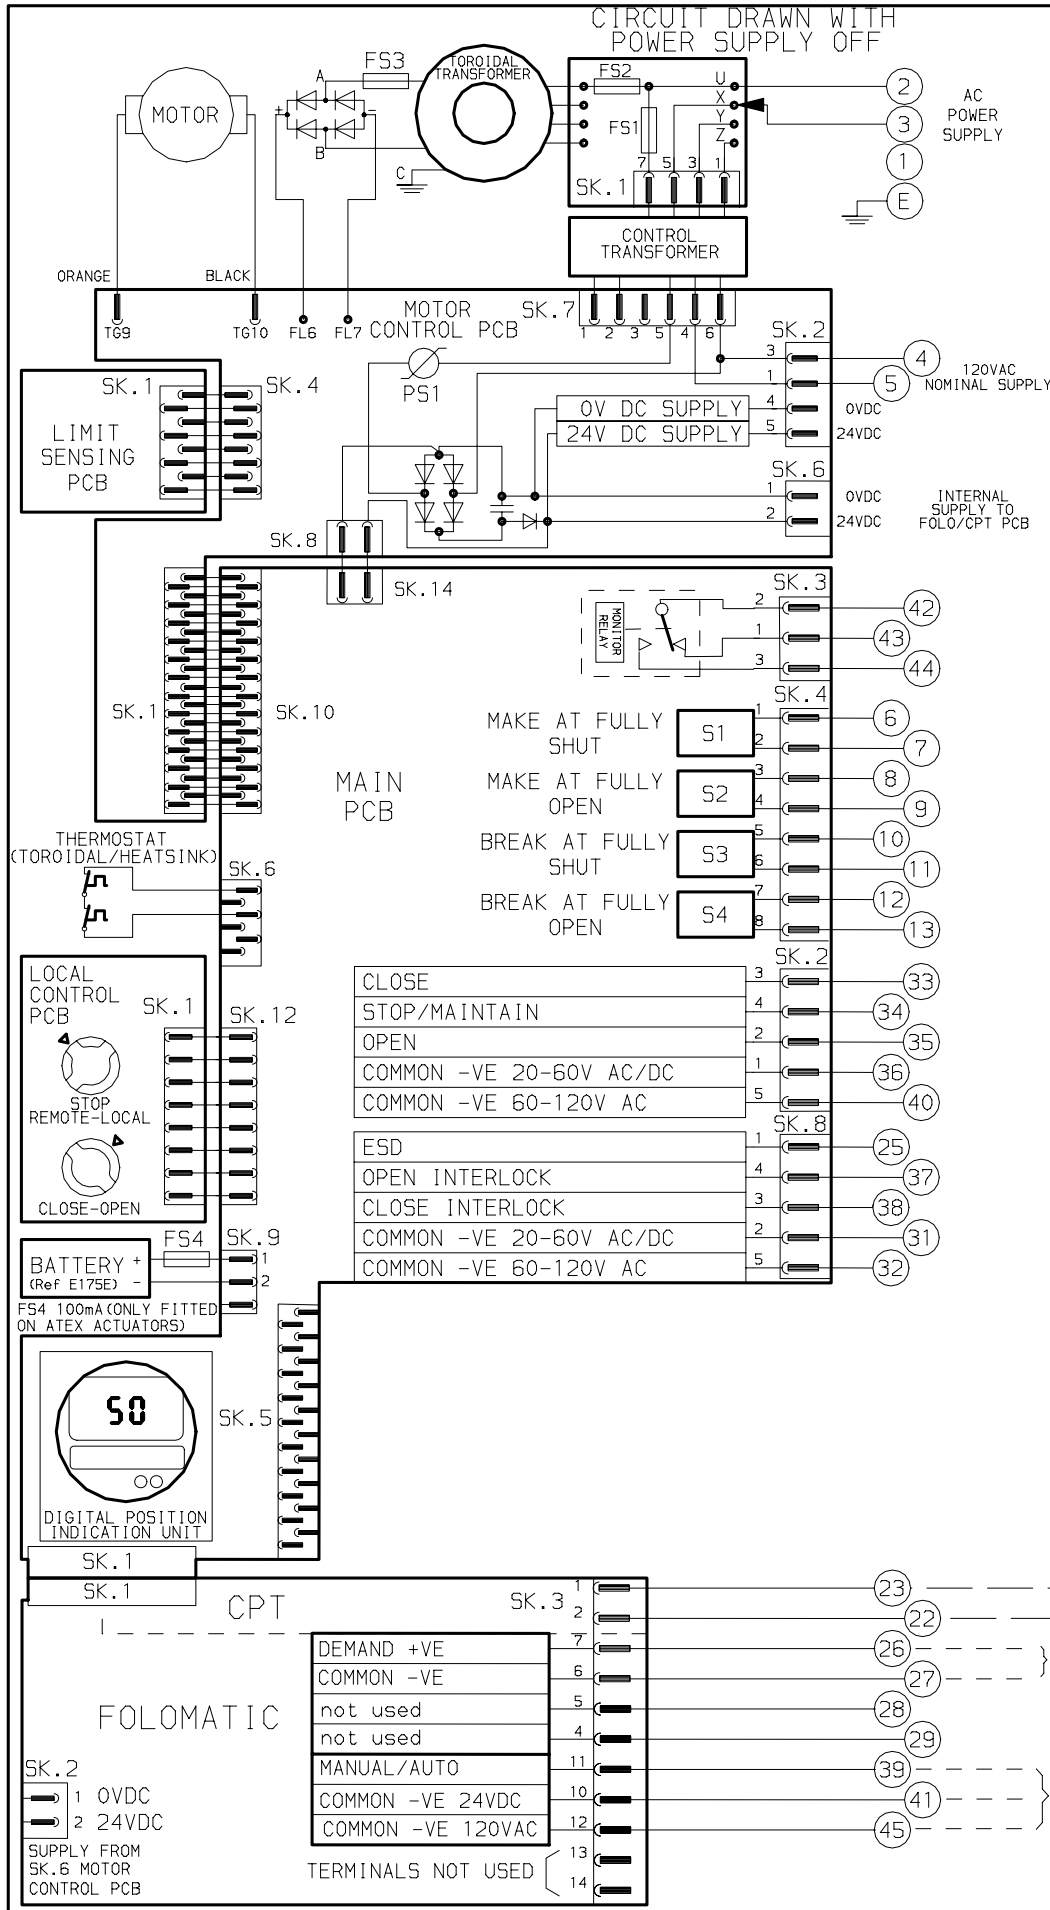 CIRCUIT DRAWN WITH
POWER SUPPLY OFF
FS3
TOROIDAL
TRANSFORMER
FS2
U
X
Y
Z
2
3
1
E
AC
POWER
SUPPLY
MOTOR
A
+
-
B
C
FS1
7 5 3 1
SK.1
CONTROL
TRANSFORMER
ORANGE
BLACK
TG9
TG10
FL6
FL7
MOTOR
CONTROL PCB
SK.7
1 2 3 5 4 6
SK.2
3
4
1
5
120VAC
NOMINAL SUPPLY
PS1
0V DC SUPPLY
4
0VDC
24V DC SUPPLY
5
24VDC
SK.1
SK.4
LIMIT
SENSING
PCB
SK.6
1
0VDC
2
24VDC
INTERNAL
SUPPLY TO
FOLO/CPT PCB
SK.8
SK.14
SK.3
MONITOR
RELAY
2
42
1
43
3
44
SK.1
SK.10
MAIN
PCB
SK.4
MAKE AT FULLY
SHUT
S1
1
6
2
7
MAKE AT FULLY
OPEN
S2
3
8
4
9
BREAK AT FULLY
SHUT
S3
5
10
6
11
BREAK AT FULLY
OPEN
S4
7
12
8
13
THERMOSTAT
(TOROIDAL/HEATSINK)
SK.6
SK.2
CLOSE 3 33
STOP/MAINTAIN 4 34
OPEN 2 35
COMMON -VE 20-60V AC/DC 1 36
COMMON -VE 60-120V AC 5 40
SK.8
ESD 1 25
OPEN INTERLOCK 4 37
CLOSE INTERLOCK 3 38
COMMON -VE 20-60V AC/DC 2 31
COMMON -VE 60-120V AC 5 32
LOCAL
CONTROL
PCB
SK.1
SK.12
STOP
REMOTE-LOCAL
CLOSE-OPEN
BATTERY +
(Ref E175E) -
FS4
SK.9
1
2
FS4 100mA(ONLY FITTED
ON ATEX ACTUATORS)
50
DIGITAL POSITION
INDICATION UNIT
SK.5
SK.1
SK.1
CPT
FOLOMATIC
SK.3
1 23
2 22
DEMAND +VE 7 26
COMMON -VE 6 27
not used 5 28
not used 4 29
MANUAL/AUTO 11 39
COMMON -VE 24VDC 10 41
COMMON -VE 120VAC 12 45
TERMINALS NOT USED
13
14
SK.2
1 0VDC
2 24VDC
SUPPLY FROM
SK.6 MOTOR
CONTROL PCB